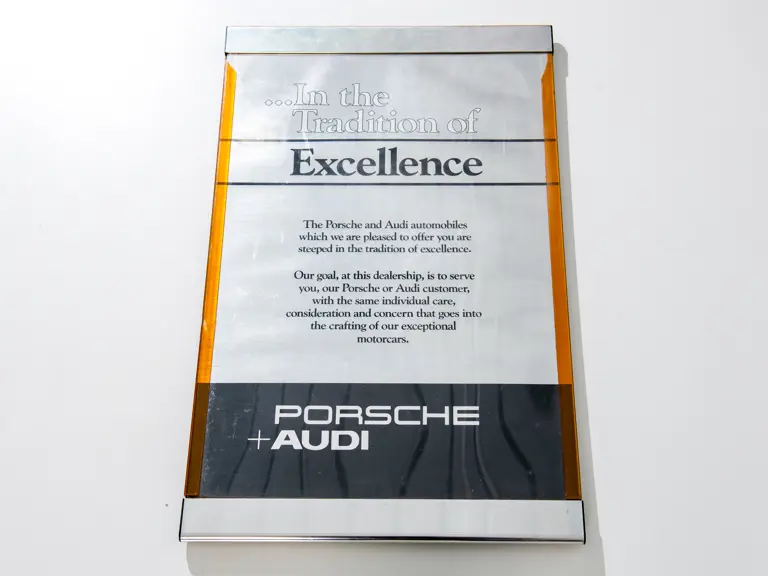 ...In the
Tradition of
Excellence
The Porsche and Audi automobiles
which we are pleased to offer you are
steeped in the tradition of excellence.
Our goal, at this dealership, is to serve
you, our Porsche or Audi customer,
with the same individual care,
consideration and concern that goes into
the crafting of our exceptional
motorcars.
PORSCHE
+AUDI